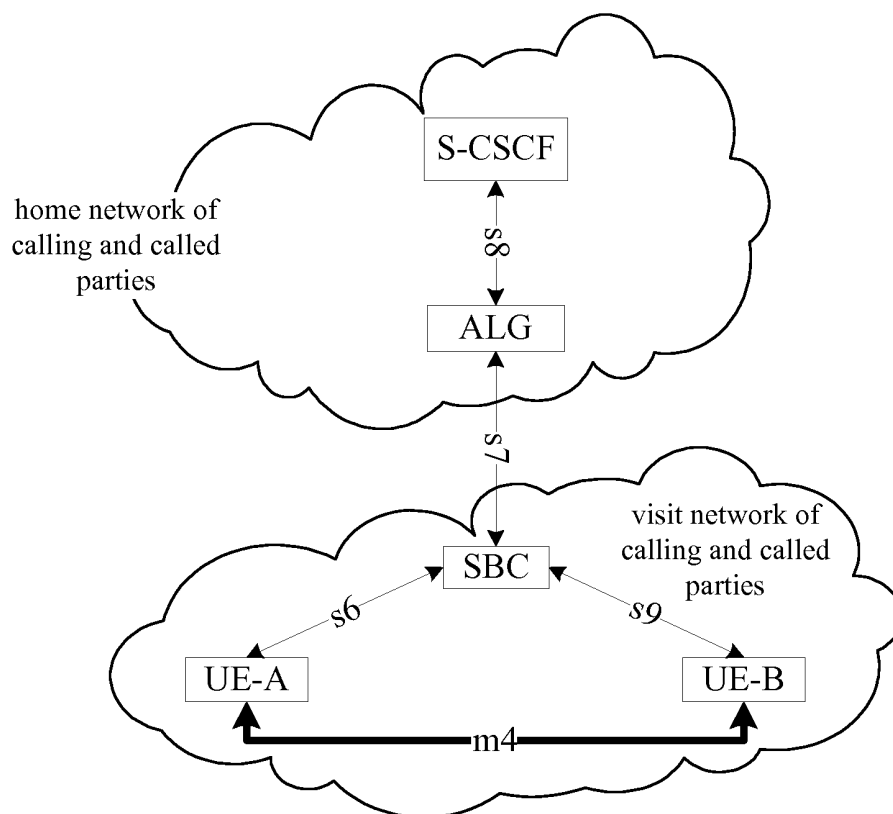 S-CSCF
home network of
calling and called
parties
s8
ALG
s7
visit network of
calling and called
parties
SBC
s6
s9
UE-A
UE-B
m4